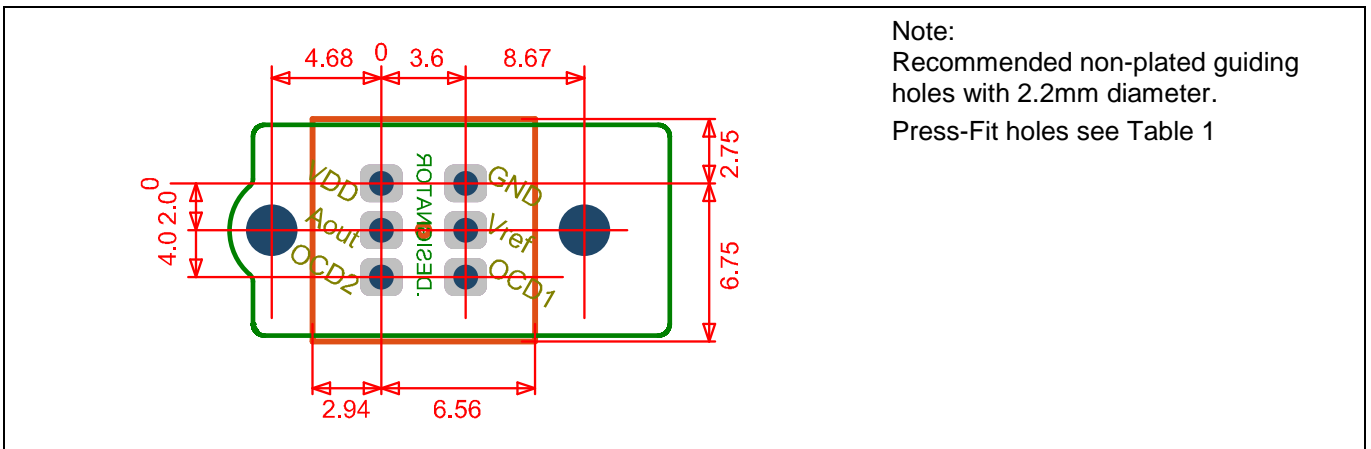 4.68 0 3.6 8.67
Note:
Recommended non-plated guiding
holes with 2.2mm diameter.
Press-Fit holes see Table 1
2.75
0
2.0
4.0
6.75
VDD
GND
Aout
Vref
OCD2
OCD1
DESIGNATOR
2.94 6.56